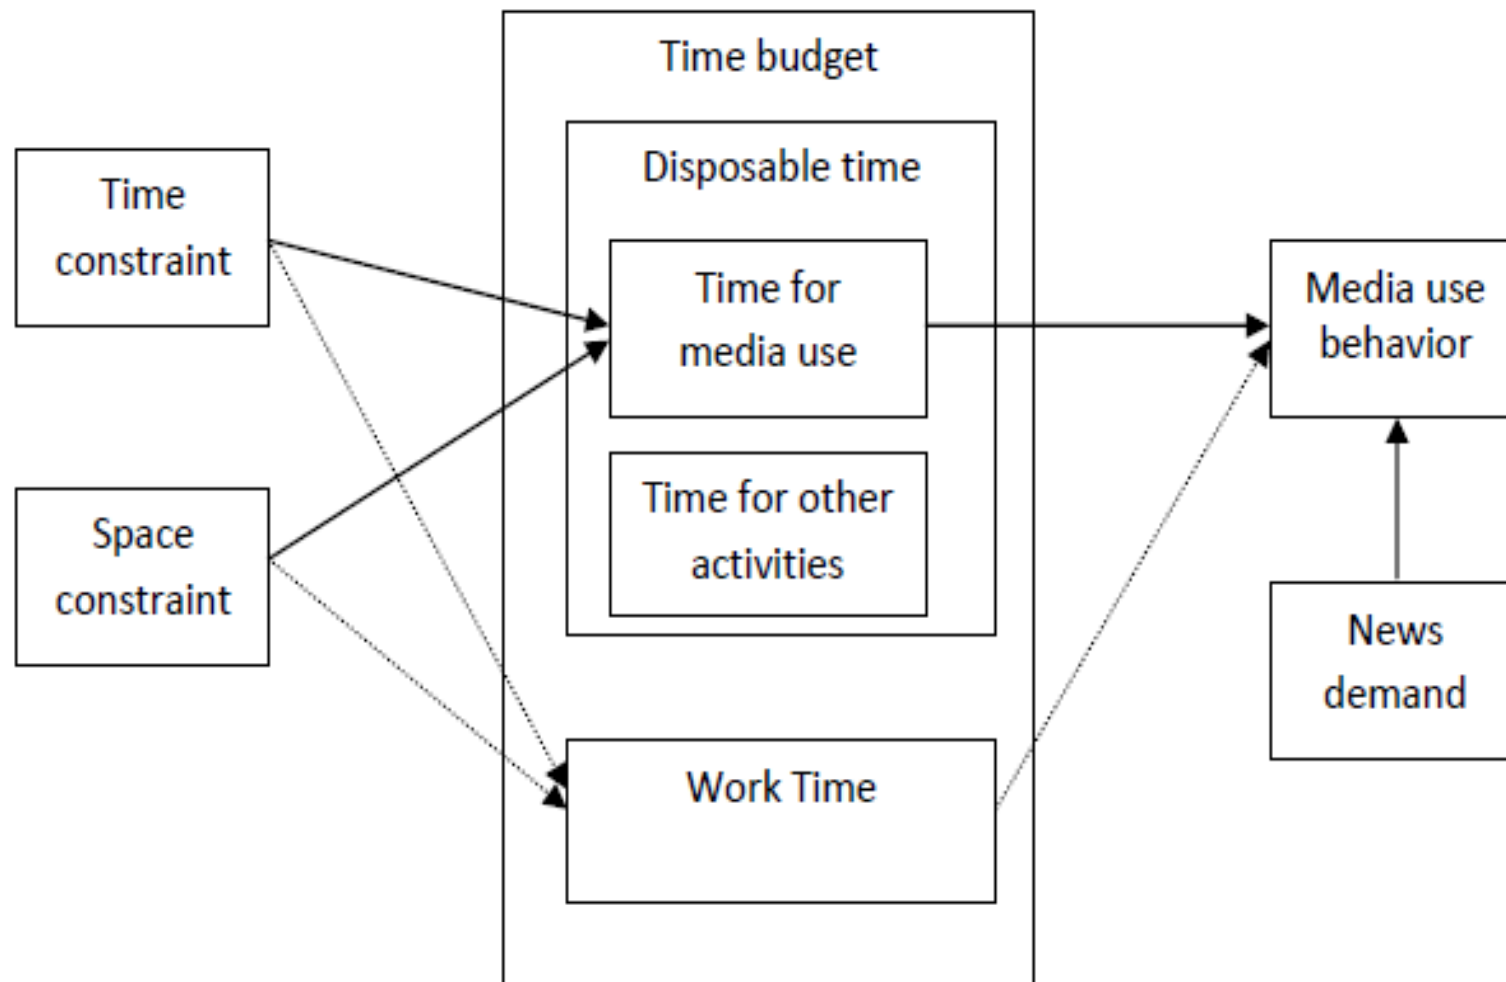 Time budget
Disposable time
Time
constraint
Time for
media use
Media use
behavior
Time for other
activities
Space
constraint
News
demand
Work Time